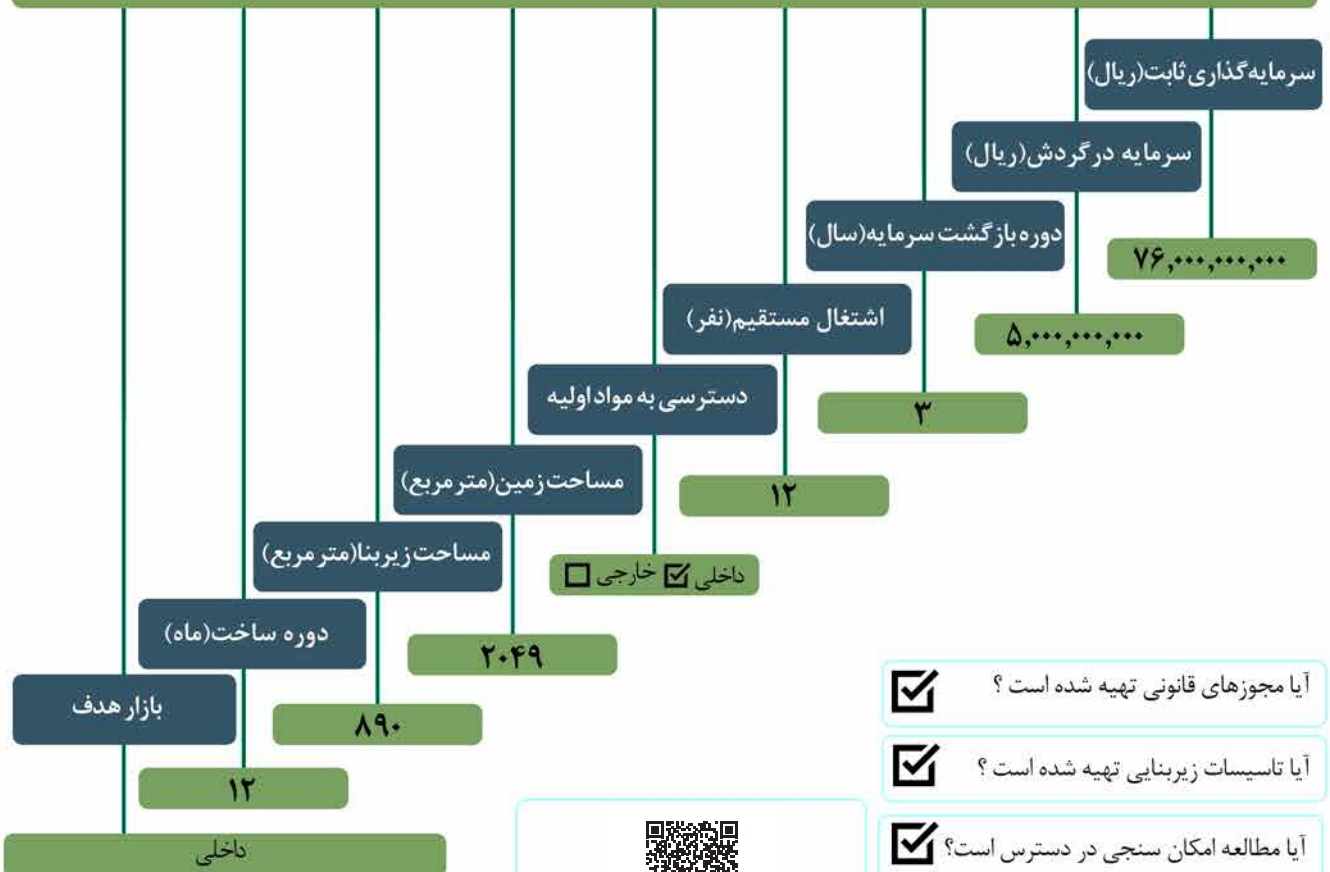 سرمایه‌گذاری ثابت(ریال)
۷۶,۰۰۰,۰۰۰,۰۰۰
سرمایه در گردش(ریال)
۵,۰۰۰,۰۰۰,۰۰۰
دوره بازگشت سرمایه(سال)
۳
اشتغال مستقیم(نفر)
۱۲
دسترسی به مواد اولیه
داخلی ☑ خارجی ☐
مساحت زمین(متر مربع)
۲۰۴۹
مساحت زیربنا(متر مربع)
۸۹۰
دوره ساخت(ماه)
۱۲
بازار هدف
داخلی
آیا مجوزهای قانونی تهیه شده است ؟ ☑
آیا تاسیسات زیربنایی تهیه شده است ؟ ☑
آیا مطالعه امکان سنجی در دسترس است؟ ☑